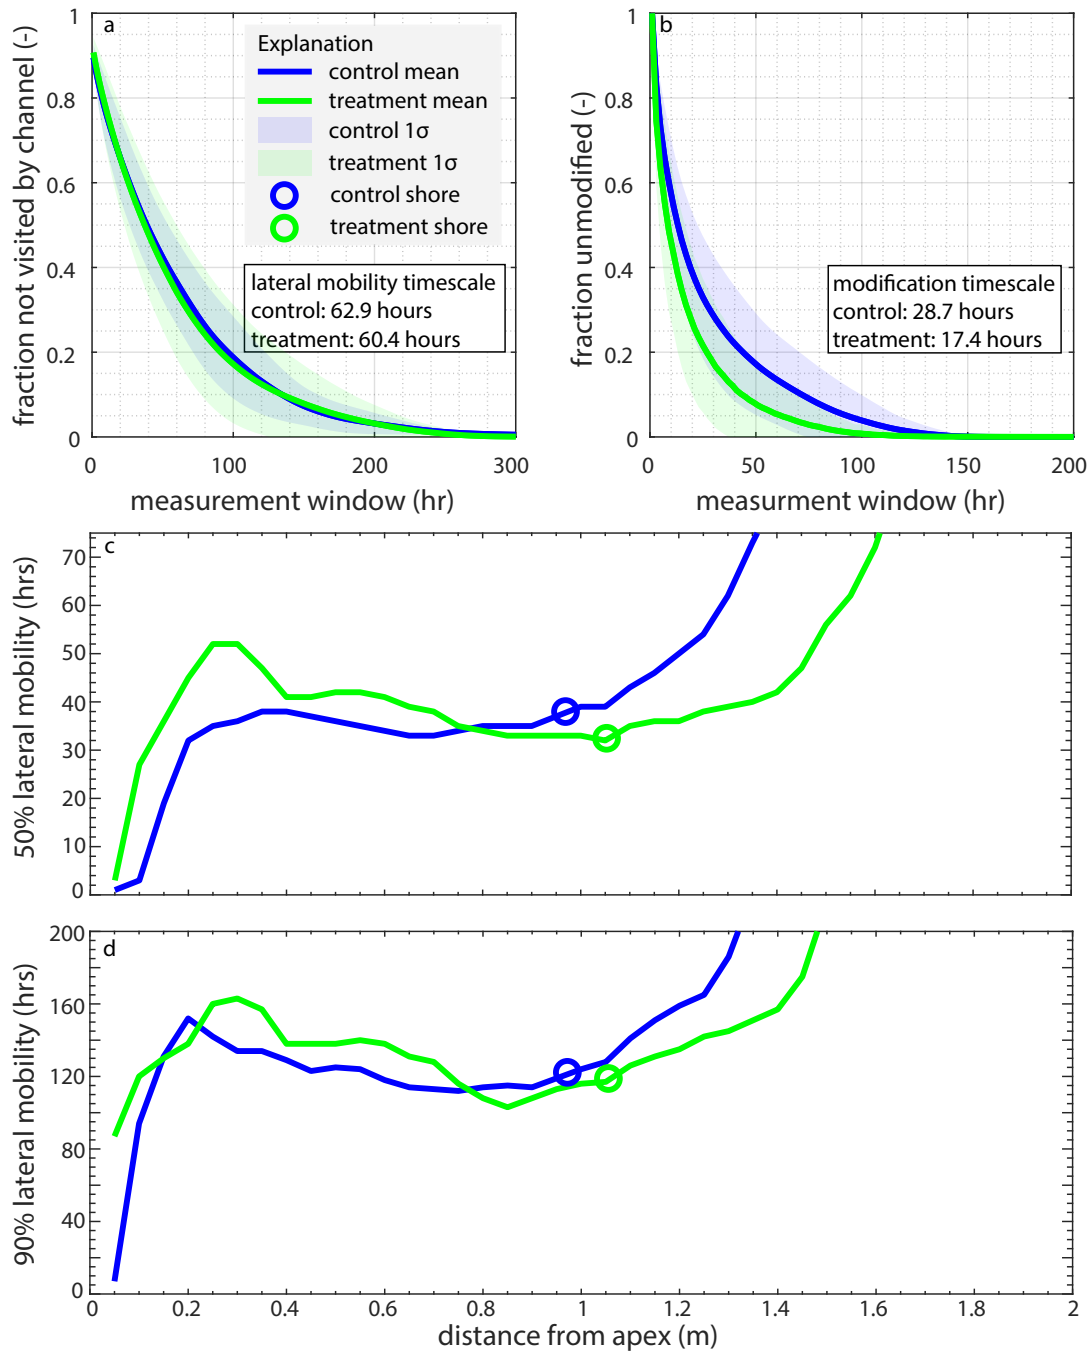 a
1
0.8
0.6
0.4
0.2
0
fraction not visited by channel (-)
Explanation
control mean
treatment mean
control 1σ
treatment 1σ
control shore
treatment shore
lateral mobility timescale
control: 62.9 hours
treatment: 60.4 hours
0 100 200 300
measurement window (hr)
b
1
0.8
0.6
0.4
0.2
0
fraction unmodified (-)
modification timescale
control: 28.7 hours
treatment: 17.4 hours
0 50 100 150 200
measurment window (hr)
c
70
60
50
40
30
20
10
0
50% lateral mobility (hrs)
d
200
160
120
80
40
0
90% lateral mobility (hrs)
0 0.2 0.4 0.6 0.8 1 1.2 1.4 1.6 1.8 2
distance from apex (m)